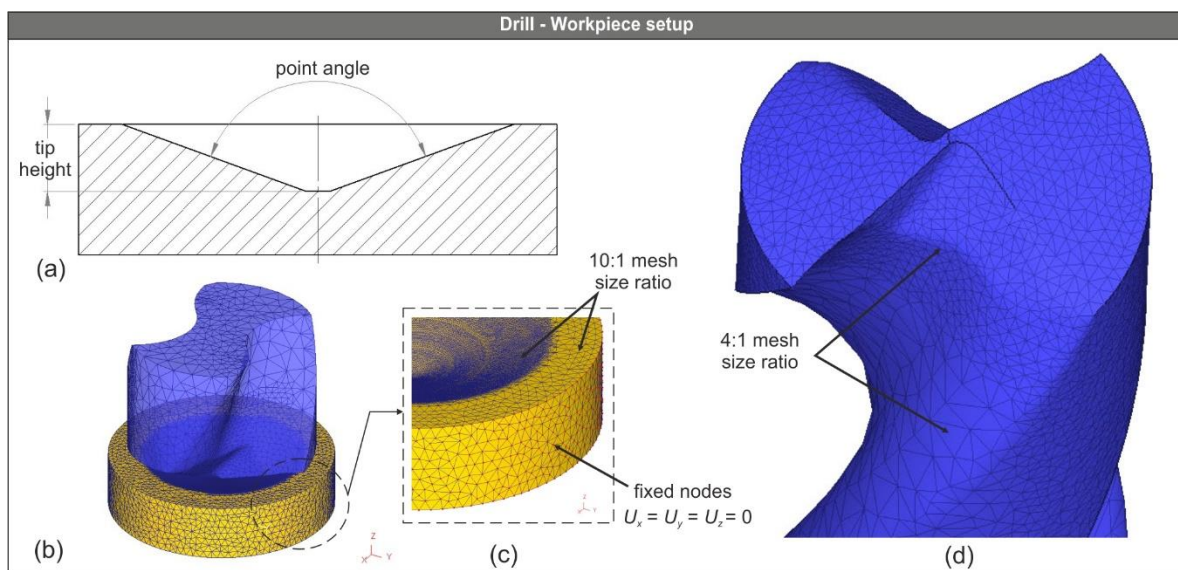 Drill - Workpiece setup
point angle
tip
height
(a)
10:1 mesh
size ratio
4:1 mesh
size ratio
fixed nodes
Ux = Uy = Uz = 0
Z
X
Y
Z
X
Y
(b)
(c)
(d)